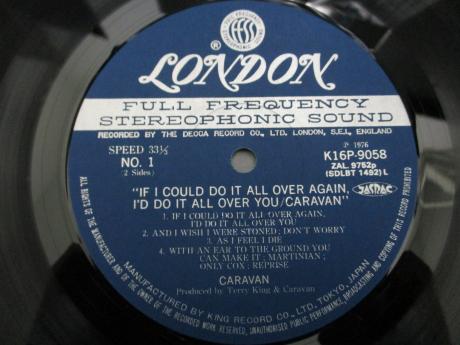 FULL FREQUENCY STEREOPHONIC SOUND
ffss
® LONDON
FULL FREQUENCY
STEREOPHONIC SOUND
RECORDED BY THE DECCA RECORD CO., LTD. LONDON, S.E.I., ENGLAND
SPEED 33⅓
NO. 1
(2 Sides)
℗ 1976
K16P-9058
ZAL. 9752p
(SDLBT 1492) L
JASRAC
"IF I COULD DO IT ALL OVER AGAIN,
I'D DO IT ALL OVER YOU/CARAVAN"
1. IF I COULD DO IT ALL OVER AGAIN,
I'D DO IT ALL OVER YOU
2. AND I WISH I WERE STONED; DON'T WORRY
3. AS I FEEL I DIE
4. WITH AN EAR TO THE GROUND YOU
CAN MAKE IT; MARTINIAN;
ONLY COX; REPRISE
CARAVAN
Produced by Terry King & Caravan
MANUFACTURED BY KING RECORD CO., LTD. TOKYO, JAPAN
ALL RIGHTS OF THE MANUFACTURER AND OF THE OWNER OF THE RECORDED WORK RESERVED, UNAUTHORISED PUBLIC PERFORMANCE, BROADCASTING AND COPYING OF THIS RECORD PROHIBITED